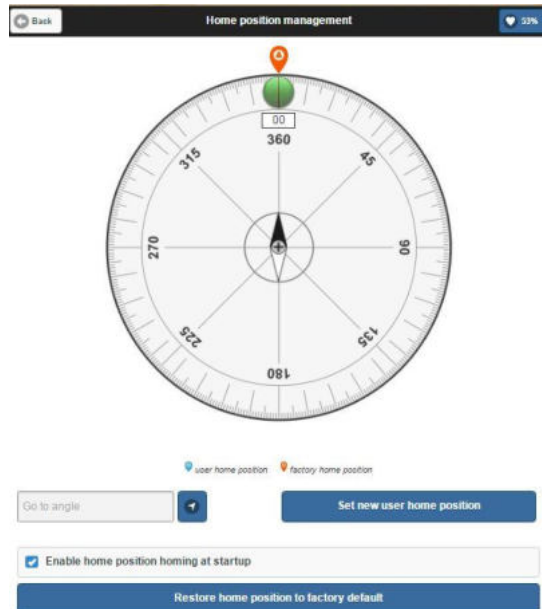 Back
Home position management
53%
00
360
45
90
135
180
225
270
315
user home position
factory home position
Go to angle
Set new user home position
Enable home position homing at startup
Restore home position to factory default